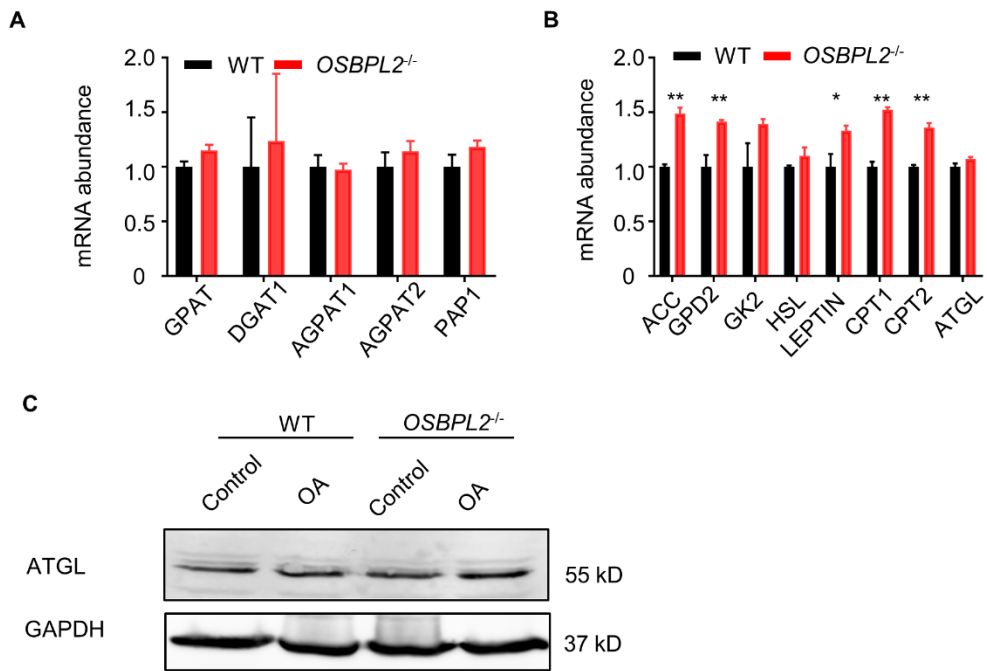 A
2.0
WT OSBPL2-/-
1.5
1.0
0.5
0
mRNA abundance
GPAT
DGAT1
AGPAT1
AGPAT2
PAP1
B
2.0
WT OSBPL2-/-
1.5
** ** * ** **
1.0
0.5
0
mRNA abundance
ACC
GPD2
GK2
HSL
LEPTIN
CPT1
CPT2
ATGL
C
WT OSBPL2-/-
Control OA Control OA
ATGL 55 kD
GAPDH 37 kD